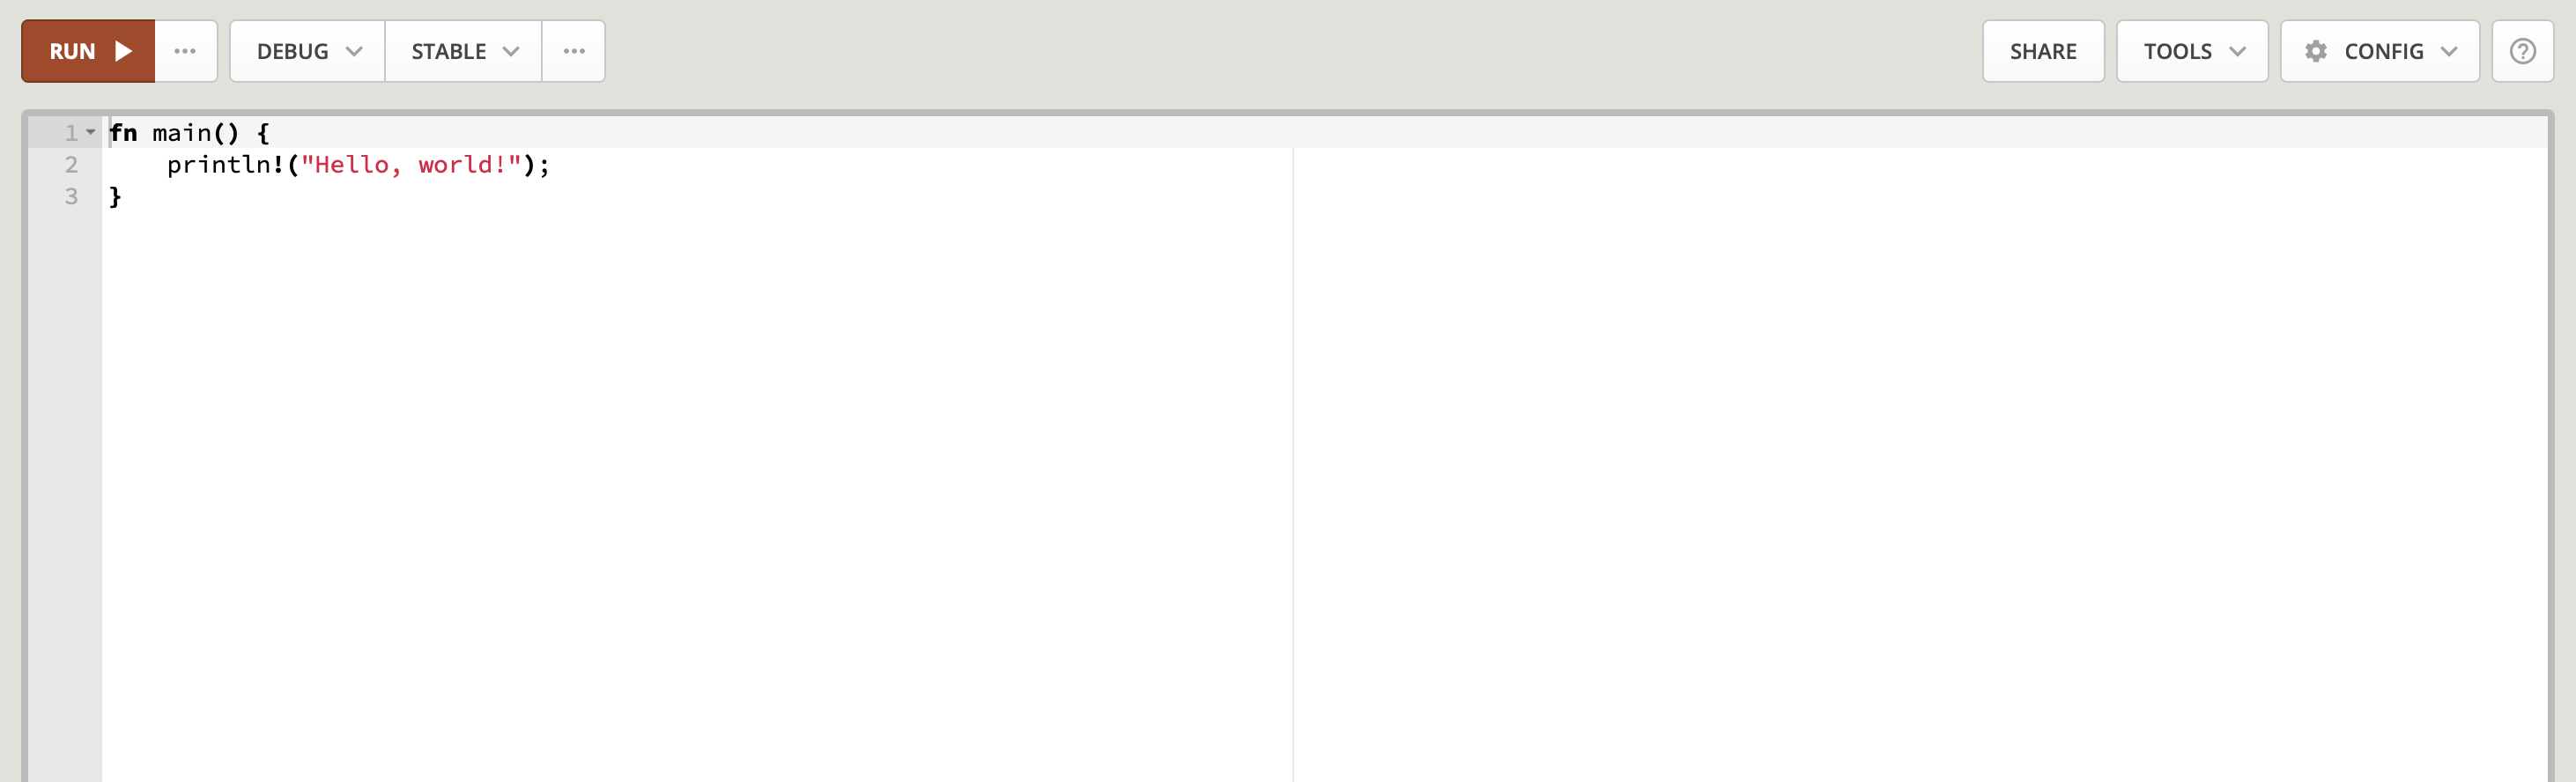 RUN ••• DEBUG STABLE ••• SHARE TOOLS CONFIG ?
1 fn main() {
2     println!("Hello, world!");
3 }